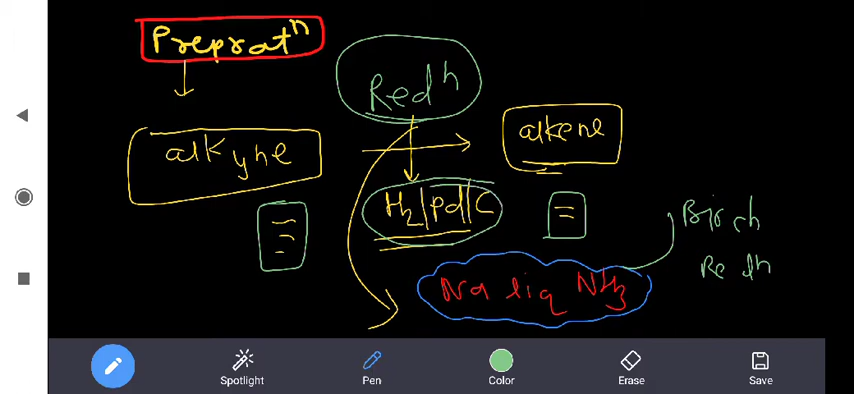 Preprat^n
Red^n
alkyne
alkene
H2/Pd/C
Birch
Red^n
Na liq NH3
Spotlight
Pen
Color
Erase
Save